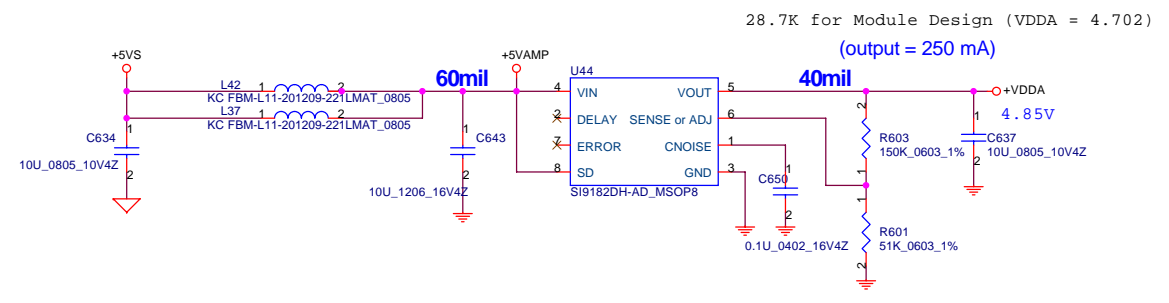 28.7K for Module Design (VDDA = 4.702)
(output = 250 mA)
+5VS
+5VAMP
60mil
40mil
U44
L42
1
2
KC FBM-L11-201209-221LMAT_0805
L37
1
2
KC FBM-L11-201209-221LMAT_0805
4
VIN
VOUT
5
+VDDA
4.85V
2
DELAY
SENSE or ADJ
6
7
ERROR
CNOISE
1
8
SD
GND
3
SI9182DH-AD_MSOP8
C634
1
2
10U_0805_10V4Z
C643
1
2
10U_1206_16V4Z
C650
1
2
0.1U_0402_16V4Z
R603
2
1
150K_0603_1%
C637
1
2
10U_0805_10V4Z
R601
1
2
51K_0603_1%